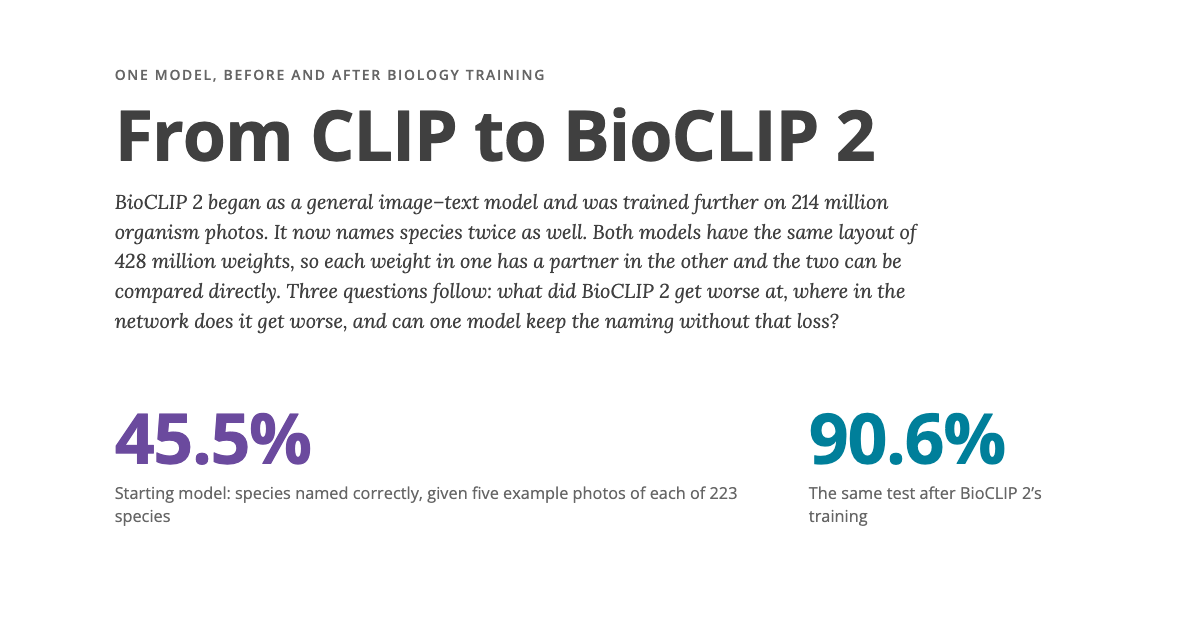 ONE MODEL, BEFORE AND AFTER BIOLOGY TRAINING
From CLIP to BioCLIP 2
BioCLIP 2 began as a general image–text model and was trained further on 214 million
organism photos. It now names species twice as well. Both models have the same layout of
428 million weights, so each weight in one has a partner in the other and the two can be
compared directly. Three questions follow: what did BioCLIP 2 get worse at, where in the
network does it get worse, and can one model keep the naming without that loss?
45.5%
Starting model: species named correctly, given five example photos of each of 223
species
90.6%
The same test after BioCLIP 2’s
training